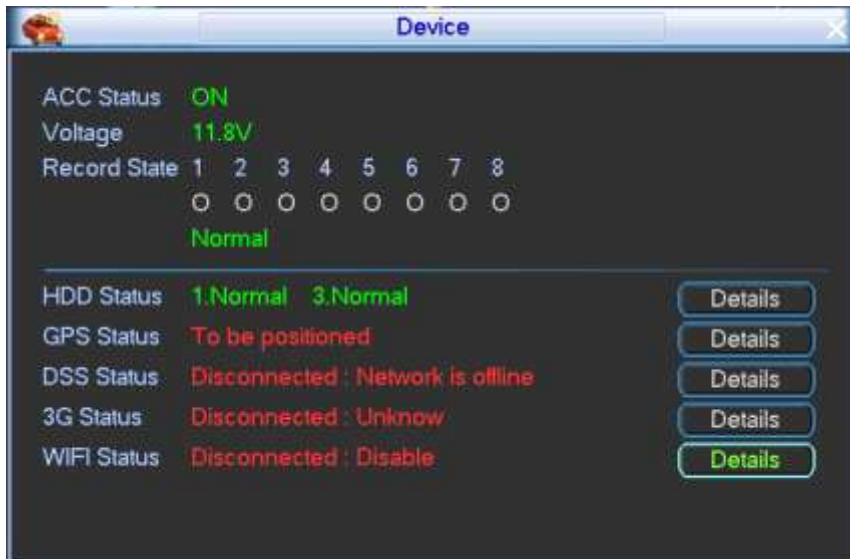 Device
ACC Status ON
Voltage 11.8V
Record State 1 2 3 4 5 6 7 8
O O O O O O O O
Normal
HDD Status 1.Normal 3.Normal Details
GPS Status To be positioned Details
DSS Status Disconnected : Network is offline Details
3G Status Disconnected : Unknow Details
WIFI Status Disconnected : Disable Details